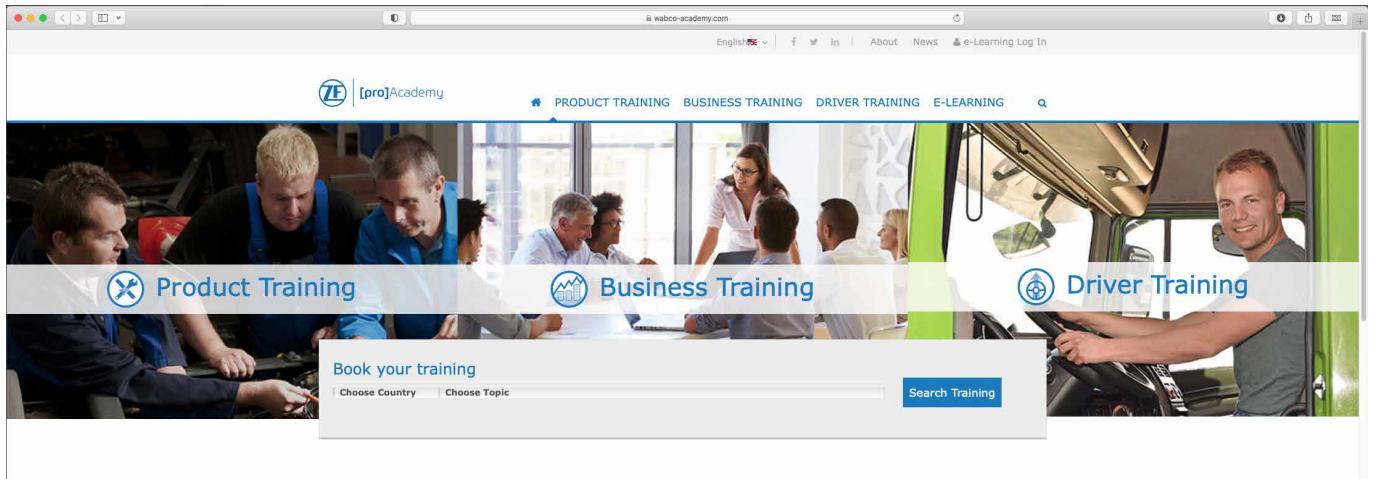 wabco-academy.com
English
About News e-Learning Log In
ZF [pro]Academy
PRODUCT TRAINING BUSINESS TRAINING DRIVER TRAINING E-LEARNING
Product Training
Business Training
Driver Training
Book your training
Choose Country Choose Topic
Search Training